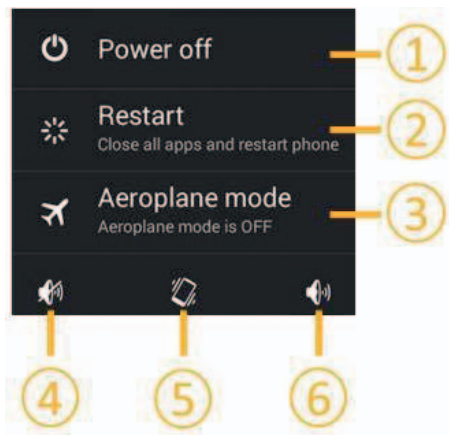 Power off
1
Restart
Close all apps and restart phone
2
Aeroplane mode
Aeroplane mode is OFF
3
4 5 6